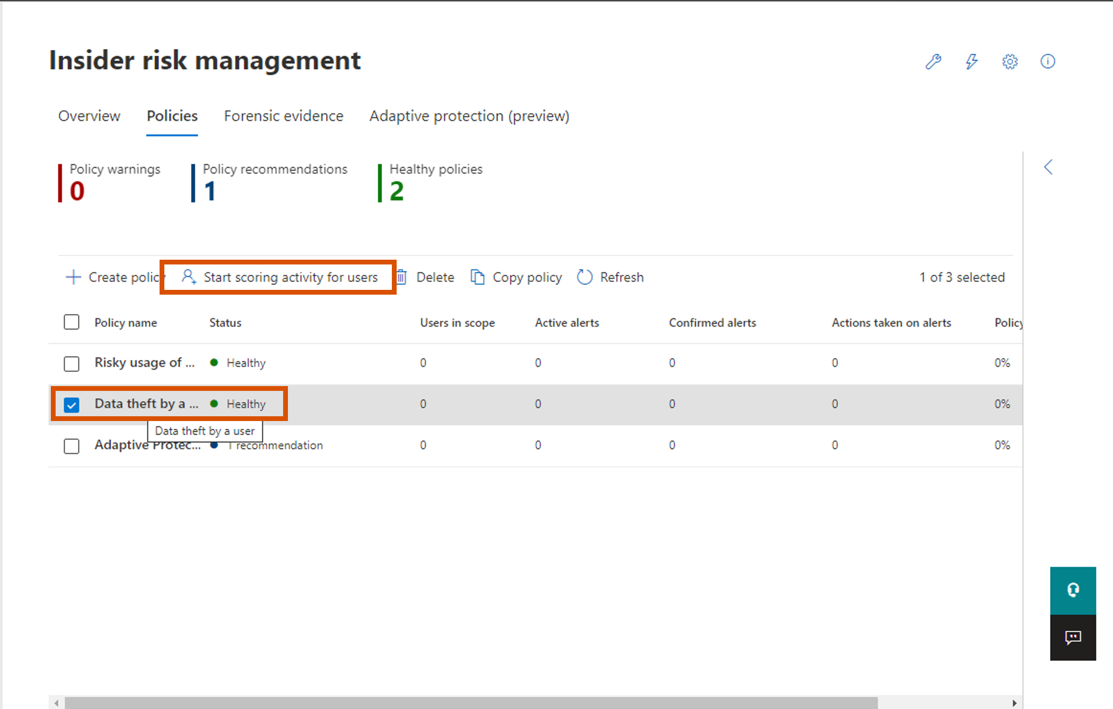 Insider risk management
Overview Policies Forensic evidence Adaptive protection (preview)
Policy warnings Policy recommendations Healthy policies
0 1 2
Create policy Start scoring activity for users Delete Copy policy Refresh 1 of 3 selected
Policy name Status Users in scope Active alerts Confirmed alerts Actions taken on alerts Policy
Risky usage of ... Healthy 0 0 0 0 0%
Data theft by a ... Healthy 0 0 0 0 0%
Data theft by a user
Adaptive Protec... 1 recommendation 0 0 0 0 0%